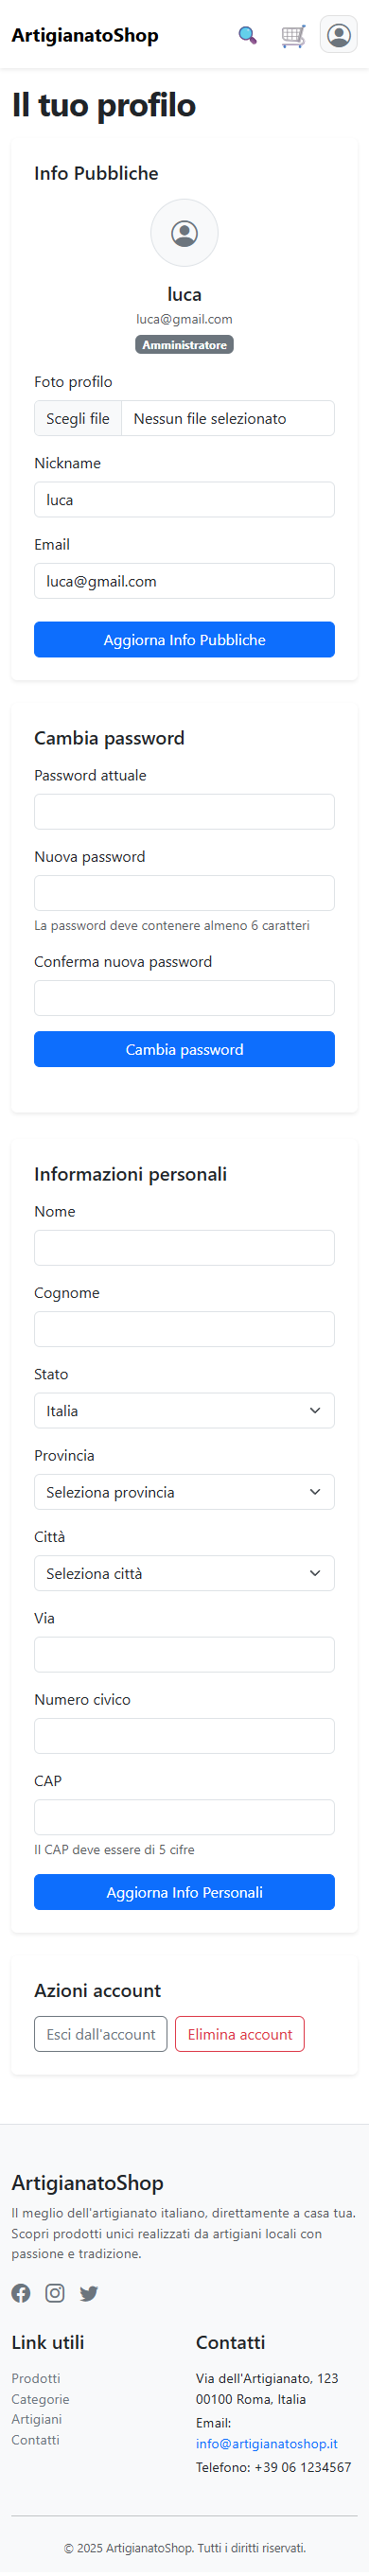 ArtigianatoShop
Il tuo profilo
Info Pubbliche
luca
luca@gmail.com
Amministratore
Foto profilo
Scegli file Nessun file selezionato
Nickname
luca
Email
luca@gmail.com
Aggiorna Info Pubbliche
Cambia password
Password attuale
Nuova password
La password deve contenere almeno 6 caratteri
Conferma nuova password
Cambia password
Informazioni personali
Nome
Cognome
Stato
Italia
Provincia
Seleziona provincia
Città
Seleziona città
Via
Numero civico
CAP
Il CAP deve essere di 5 cifre
Aggiorna Info Personali
Azioni account
Esci dall'account Elimina account
ArtigianatoShop
Il meglio dell'artigianato italiano, direttamente a casa tua.
Scopri prodotti unici realizzati da artigiani locali con
passione e tradizione.
Link utili
Prodotti
Categorie
Artigiani
Contatti
Contatti
Via dell'Artigianato, 123
00100 Roma, Italia
Email:
info@artigianatoshop.it
Telefono: +39 06 1234567
© 2025 ArtigianatoShop. Tutti i diritti riservati.